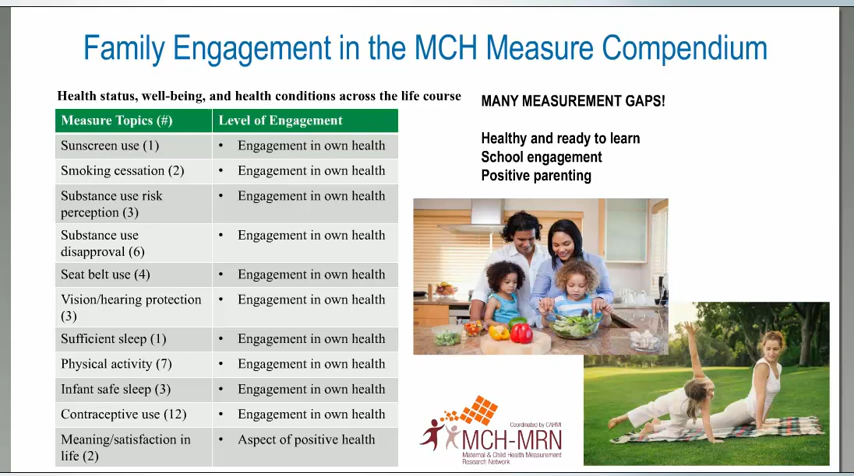 Family Engagement in the MCH Measure Compendium
Health status, well-being, and health conditions across the life course
Measure Topics (#) Level of Engagement
Sunscreen use (1) • Engagement in own health
Smoking cessation (2) • Engagement in own health
Substance use risk • Engagement in own health
perception (3)
Substance use • Engagement in own health
disapproval (6)
Seat belt use (4) • Engagement in own health
Vision/hearing protection • Engagement in own health
(3)
Sufficient sleep (1) • Engagement in own health
Physical activity (7) • Engagement in own health
Infant safe sleep (3) • Engagement in own health
Contraceptive use (12) • Engagement in own health
Meaning/satisfaction in • Aspect of positive health
life (2)
MANY MEASUREMENT GAPS!
Healthy and ready to learn
School engagement
Positive parenting
Coordinated by CAHMI
MCH-MRN
Maternal & Child Health Measurement
Research Network